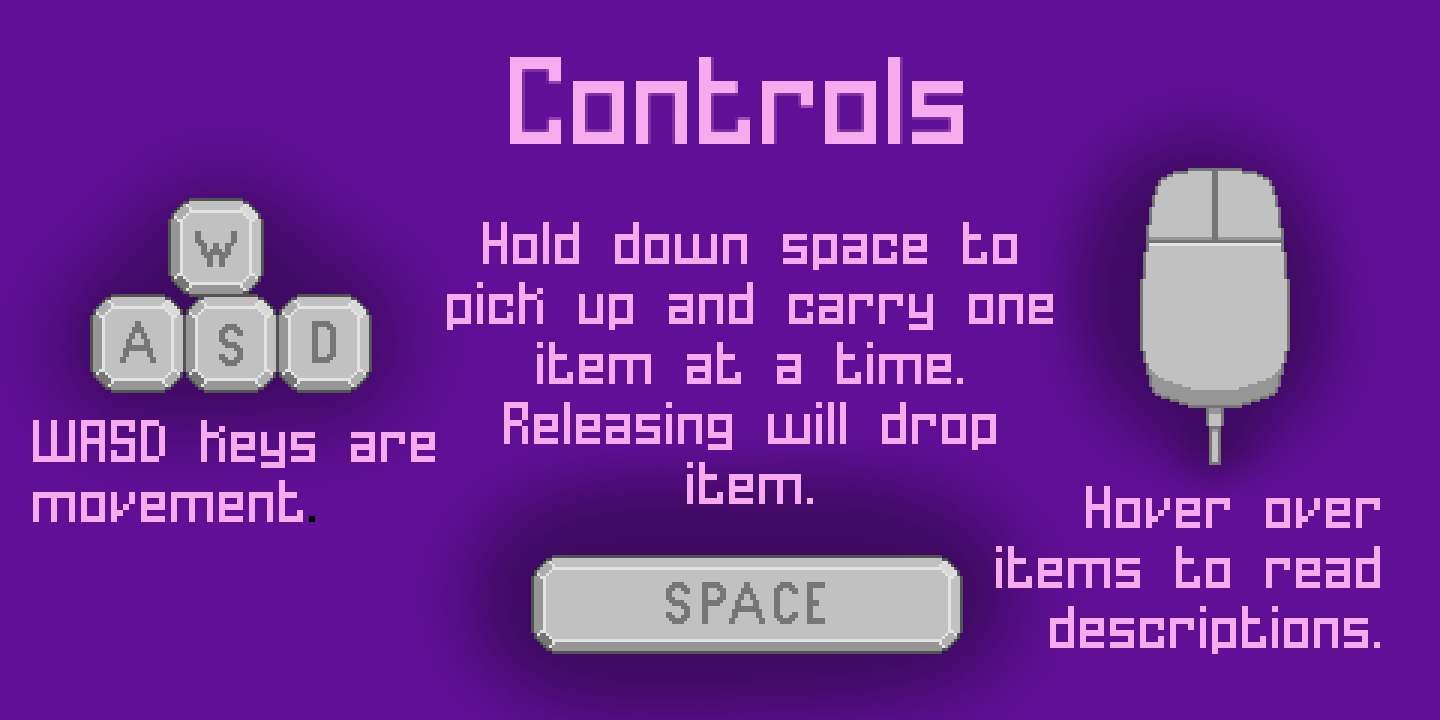 Controls
W
A S D
WASD keys are
movement.
Hold down space to
pick up and carry one
item at a time.
Releasing will drop
item.
SPACE
Hover over
items to read
descriptions.